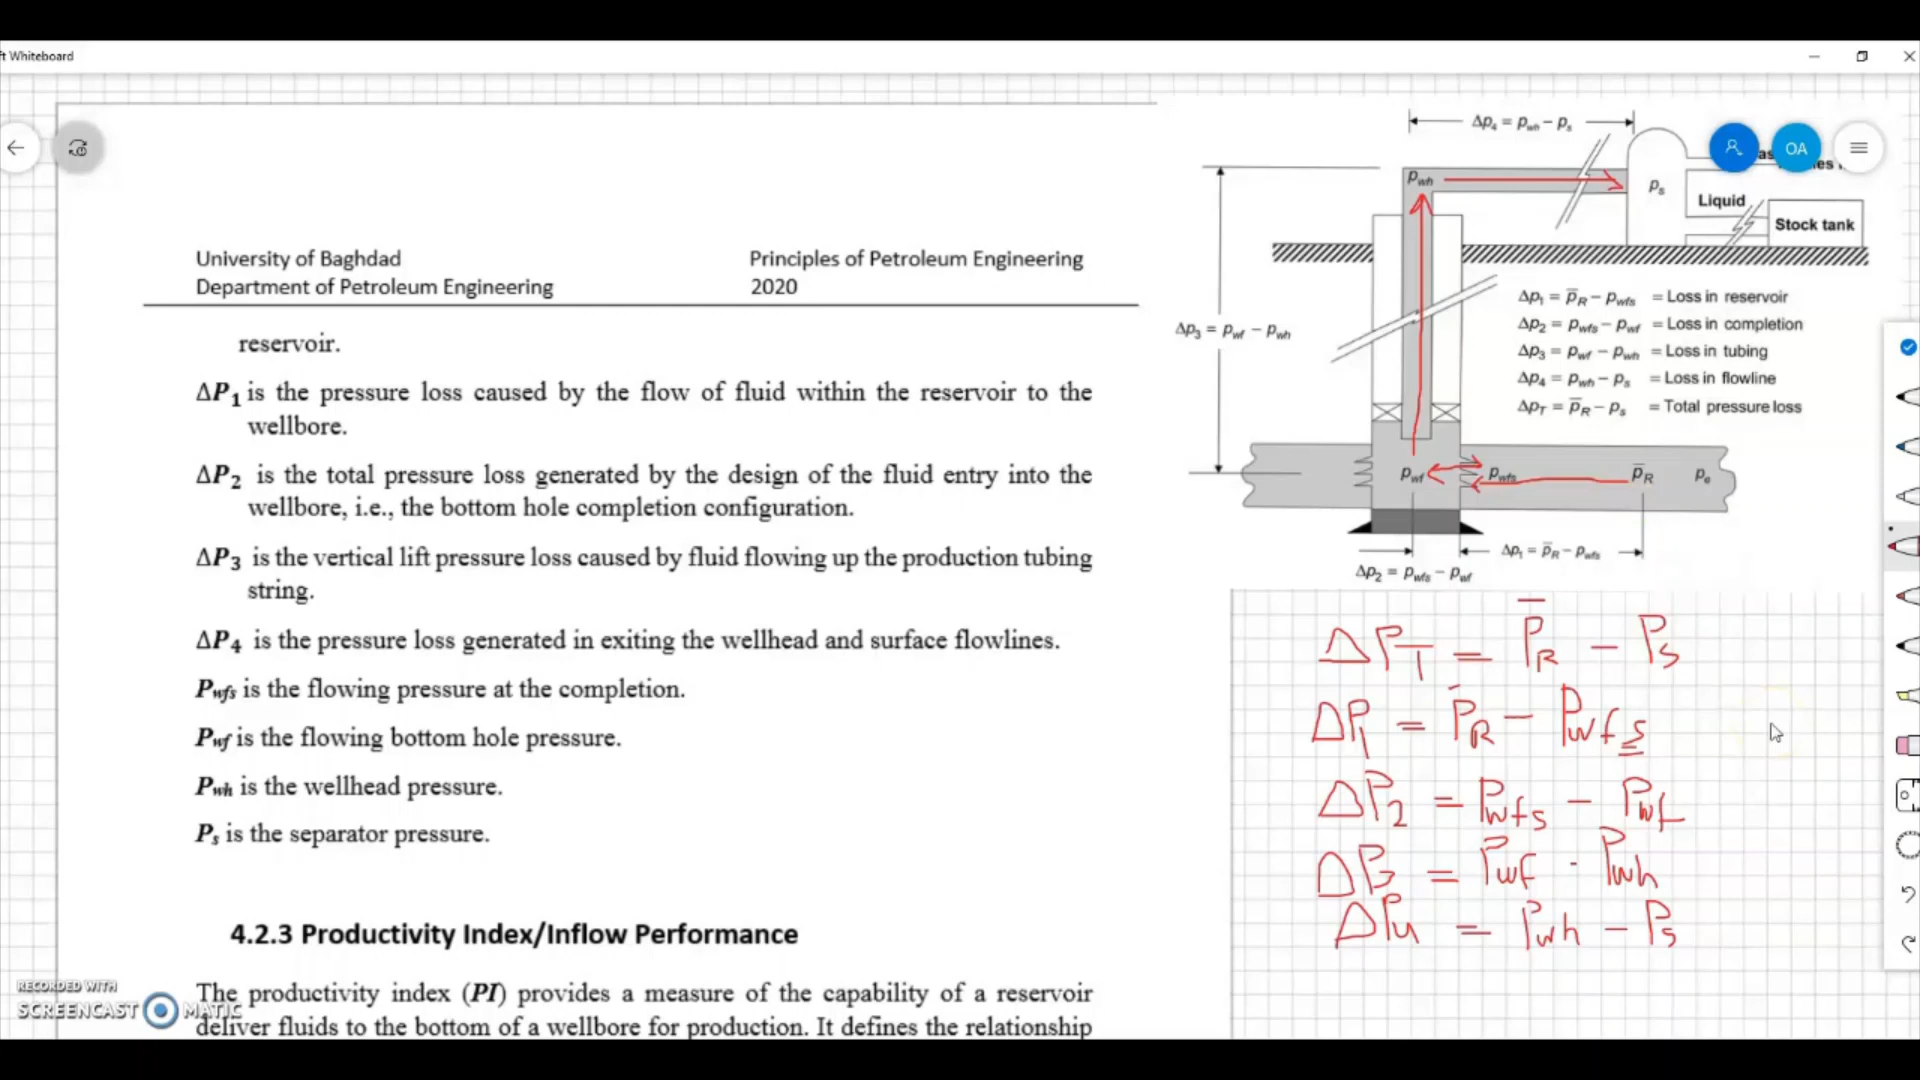 ft Whiteboard
University of Baghdad
Department of Petroleum Engineering
Principles of Petroleum Engineering
2020
reservoir.
ΔP1 is the pressure loss caused by the flow of fluid within the reservoir to the
wellbore.
ΔP2 is the total pressure loss generated by the design of the fluid entry into the
wellbore, i.e., the bottom hole completion configuration.
ΔP3 is the vertical lift pressure loss caused by fluid flowing up the production tubing
string.
ΔP4 is the pressure loss generated in exiting the wellhead and surface flowlines.
Pwfs is the flowing pressure at the completion.
Pwf is the flowing bottom hole pressure.
Pwh is the wellhead pressure.
Ps is the separator pressure.
4.2.3 Productivity Index/Inflow Performance
The productivity index (PI) provides a measure of the capability of a reservoir
deliver fluids to the bottom of a wellbore for production. It defines the relationship
RECORDED WITH
SCREENCAST MATIC
Δp4 = pwh – ps
OA
pwh
ps
Liquid
Stock tank
Δp1 = p̄R – pwfs = Loss in reservoir
Δp2 = pwfs – pwf = Loss in completion
Δp3 = pwf – pwh = Loss in tubing
Δp4 = pwh – ps = Loss in flowline
ΔpT = p̄R – ps = Total pressure loss
Δp3 = pwf – pwh
pwf
pwfs
p̄R
pe
Δp1 = p̄R – pwfs
Δp2 = pwfs – pwf
ΔPT = P̄R – Ps
ΔP1 = P̄R – Pwfs
ΔP2 = Pwfs – Pwf
ΔP3 = Pwf - Pwh
ΔP4 = Pwh – Ps